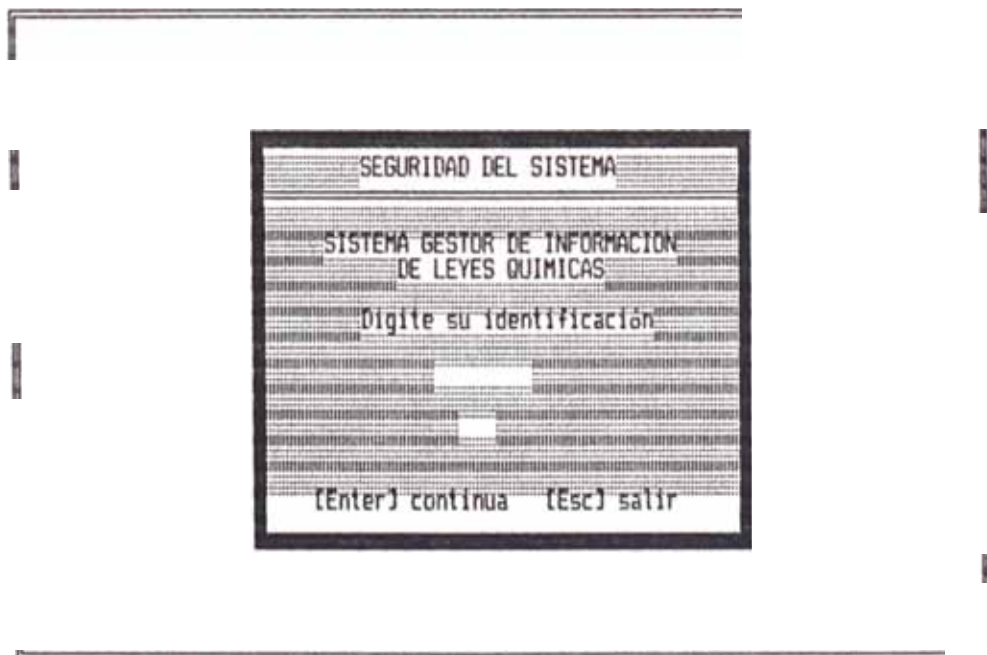 SEGURIDAD DEL SISTEMA
SISTEMA GESTOR DE INFORMACION
DE LEYES QUIMICAS
Digite su identificación
[Enter] continua [Esc] salir